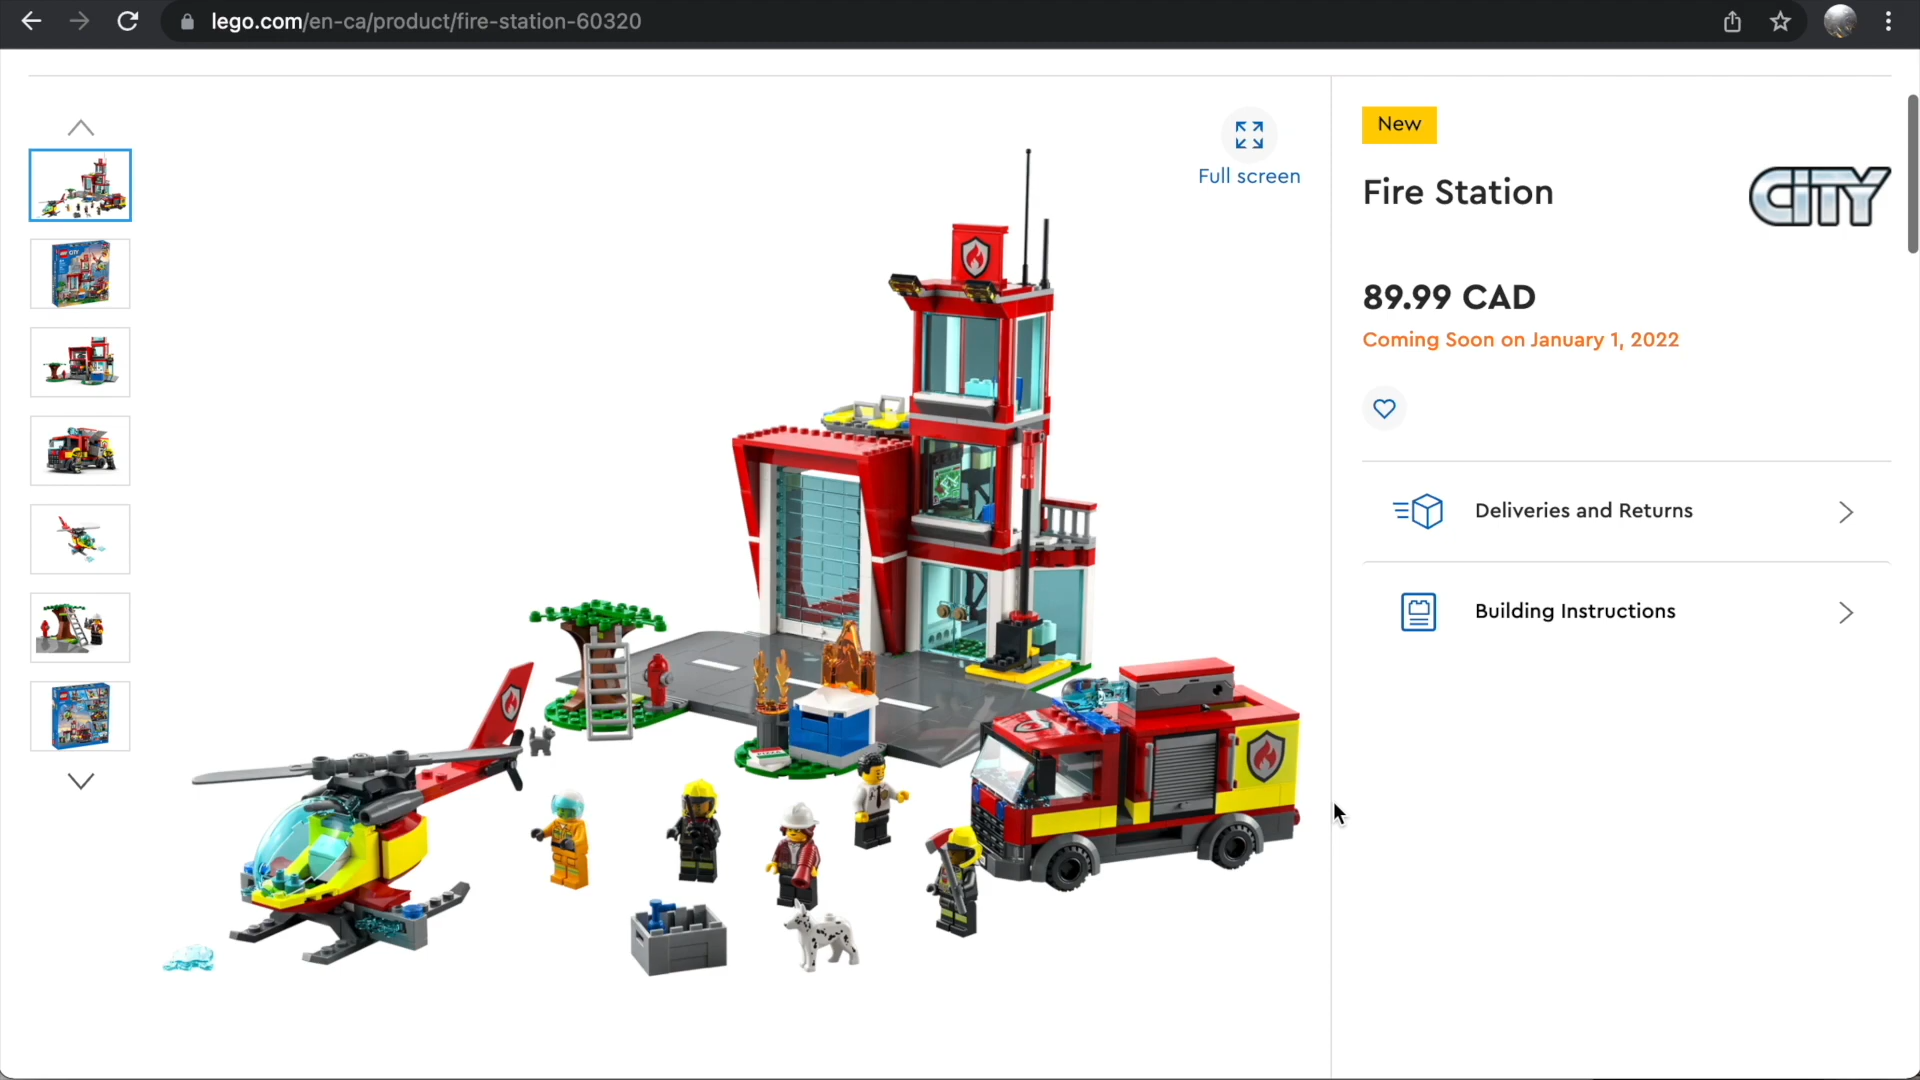 lego.com/en-ca/product/fire-station-60320
Full screen
New
Fire Station
CITY
89.99 CAD
Coming Soon on January 1, 2022
Deliveries and Returns
Building Instructions